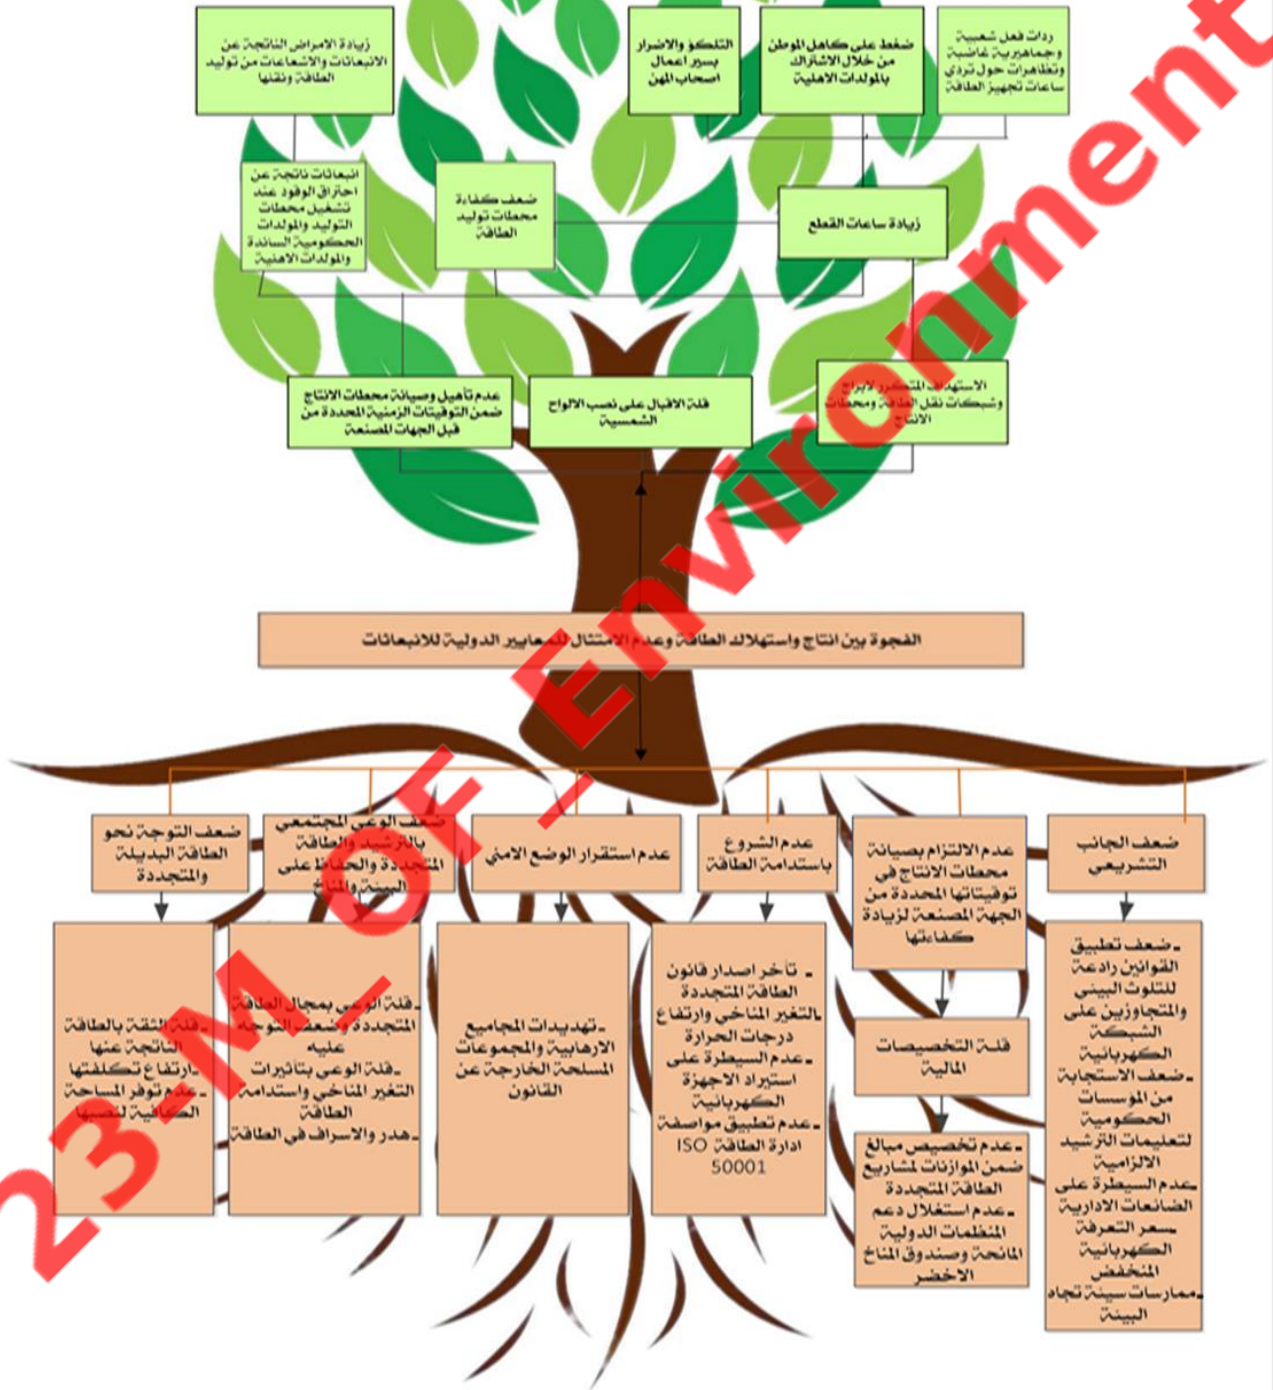 ردات فعل شعبية
وجماهيرية غاضبة
وتظاهرات حول تردي
ساعات تجهيز الطاقة
ضغط على كاهل الموطن
من خلال الاشتراك
بالمولدات الاهلية
التلكؤ والاضرار
بسير اعمال
اصحاب المهن
زيادة الامراض الناتجة عن
الانبعاثات والاشعاعات من توليد
الطاقة ونقلها
زيادة ساعات القطع
ضعف كفاءة
محطات توليد
الطاقة
انبعاثات ناتجة عن
احتراق الوقود عند
تشغيل محطات
التوليد والمولدات
الحكومية الساندة
والمولدات الاهلية
الاستهداف المتكرر لابراج
وشبكات نقل الطاقة ومحطات
الانتاج
قلة الاقبال على نصب الالواح
الشمسية
عدم تأهيل وصيانة محطات الانتاج
ضمن التوقيتات الزمنية المحددة من
قبل الجهات المصنعة
الفجوة بين انتاج واستهلاك الطاقة وعدم الامتثال للمعايير الدولية للانبعاثات
ضعف الجانب
التشريعي
عدم الالتزام بصيانة
محطات الانتاج في
توقيتاتها المحددة من
الجهة المصنعة لزيادة
كفاءتها
عدم الشروع
باستدامة الطاقة
عدم استقرار الوضع الامني
ضعف الوعي المجتمعي
بالترشيد والطاقة
المتجددة والحفاظ على
البيئة والمناخ
ضعف التوجة نحو
الطاقة البديلة
والمتجددة
ـ ضعف تطبيق
القوانين رادعة
للتلوث البيئي
والمتجاوزين على
الشبكة
الكهربائية
ـ ضعف الاستجابة
من المؤسسات
الحكومية
لتعليمات الترشيد
الالزامية
ـعدم السيطرة على
الضائعات الادارية
ـسعر التعرفة
الكهربائية
المنخفض
ـممارسات سيئة تجاه
البيئة
قلة التخصيصات
المالية
ـ عدم تخصيص مبالغ
ضمن الموازنات لمشاريع
الطاقة المتجددة
ـ عدم استغلال دعم
المنظمات الدولية
المانحة وصندوق المناخ
الاخضر
ـ تأخر اصدار قانون
الطاقة المتجددة
ـالتغير المناخي وارتفاع
درجات الحرارة
ـ عدم السيطرة على
استيراد الاجهزة
الكهربائية
ـ عدم تطبيق مواصفة
ادارة الطاقة ISO
50001
ـ تهديدات المجاميع
الارهابية والمجموعات
المسلحة الخارجة عن
القانون
ـ قلة الوعي بمجال الطاقة
المتجددة وضعف التوجه
عليه
ـ قلة الوعي بتأثيرات
التغير المناخي واستدامة
الطاقة
ـ هدر والاسراف في الطاقة
ـ قلة الثقة بالطاقة
الناتجة عنها
ـارتفاع تكلفتها
ـ عدم توفر المساحة
الكافية لنصبها
23-M_OF_Environment